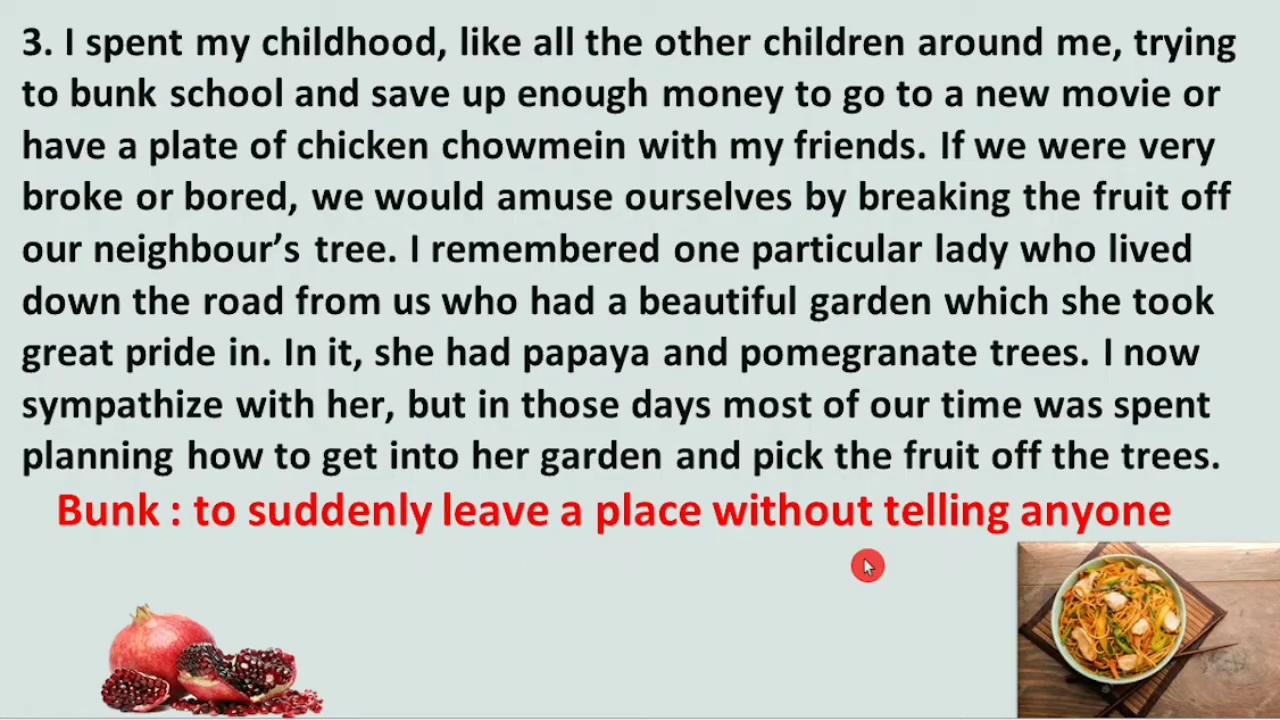 3. I spent my childhood, like all the other children around me, trying
to bunk school and save up enough money to go to a new movie or
have a plate of chicken chowmein with my friends. If we were very
broke or bored, we would amuse ourselves by breaking the fruit off
our neighbour’s tree. I remembered one particular lady who lived
down the road from us who had a beautiful garden which she took
great pride in. In it, she had papaya and pomegranate trees. I now
sympathize with her, but in those days most of our time was spent
planning how to get into her garden and pick the fruit off the trees.
Bunk : to suddenly leave a place without telling anyone